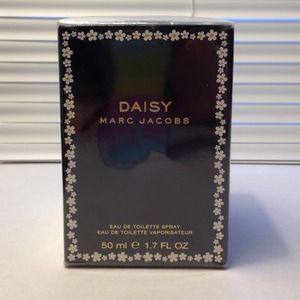 DAISY
MARC JACOBS
EAU DE TOILETTE SPRAY
EAU DE TOILETTE VAPORISATEUR
50 ml ℮ 1.7 FL OZ